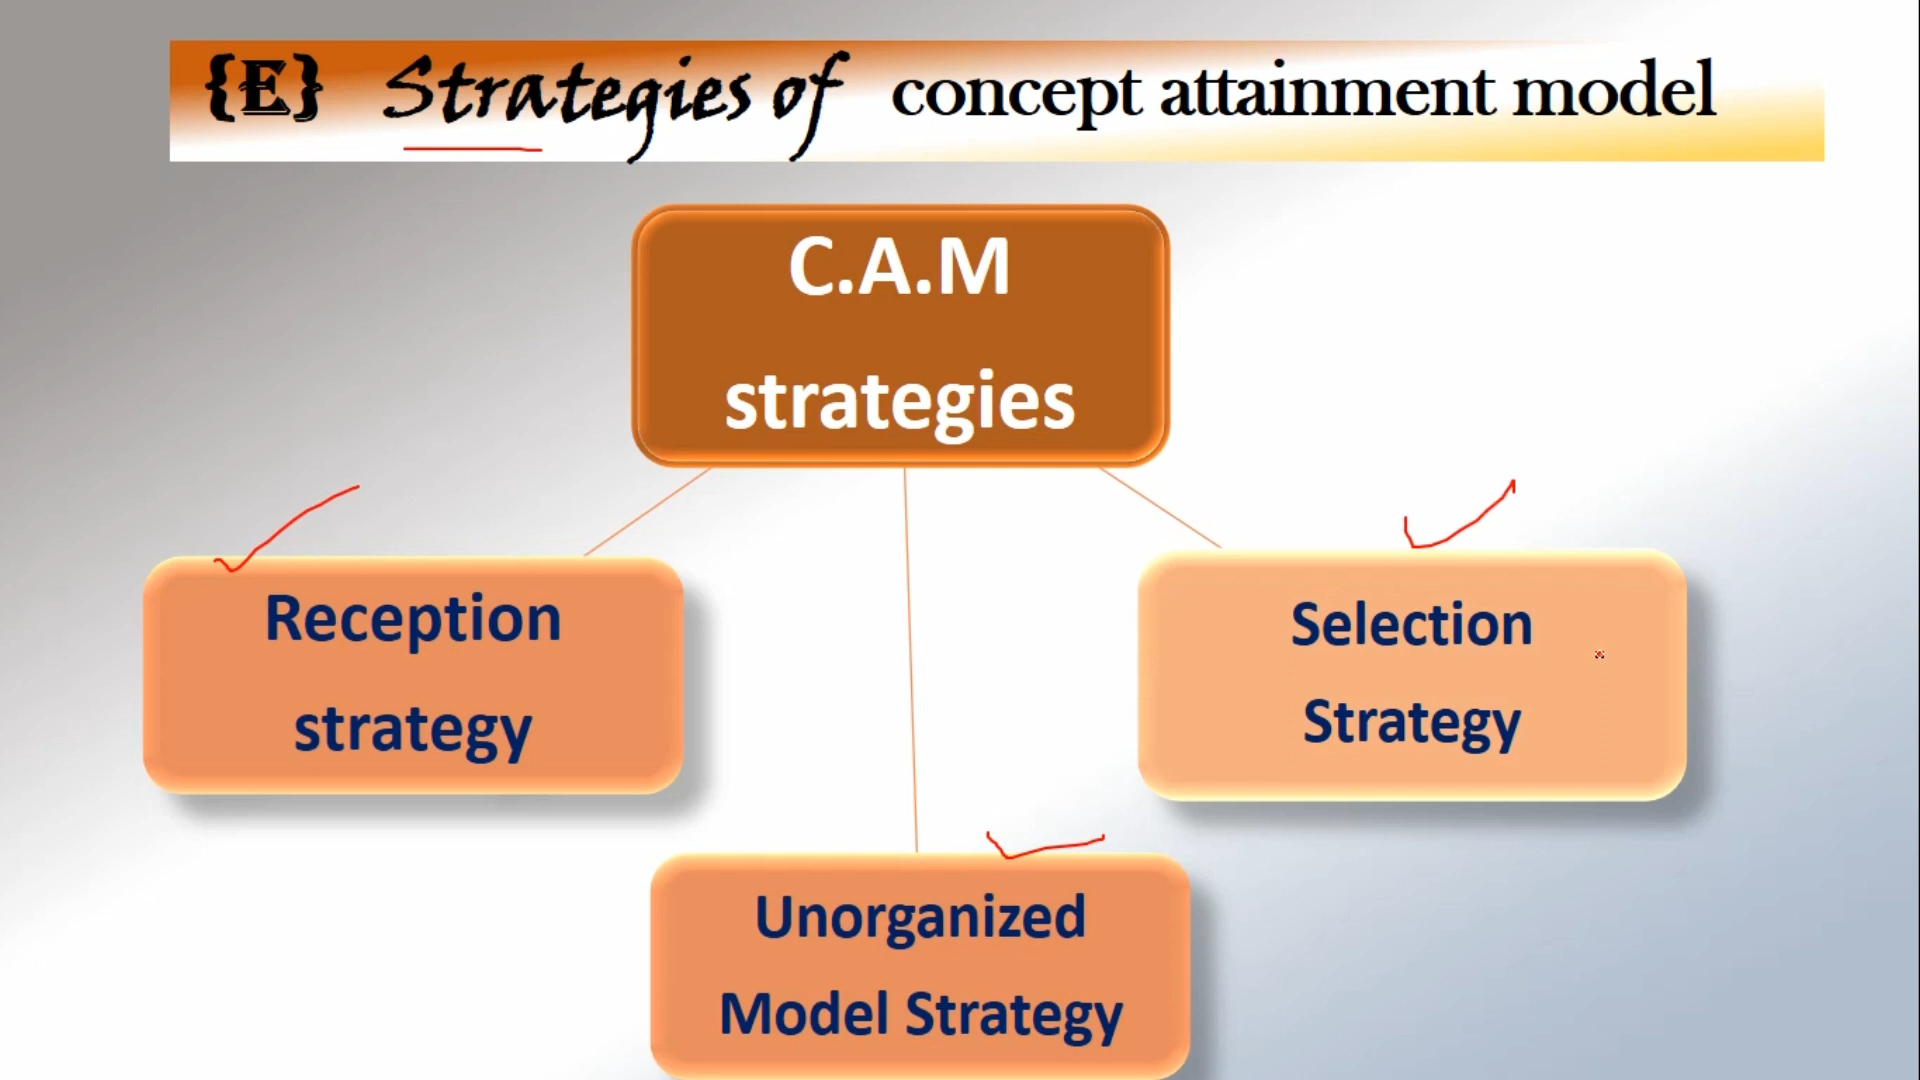 {E} Strategies of concept attainment model
C.A.M
strategies
Reception
strategy
Selection
Strategy
Unorganized
Model Strategy